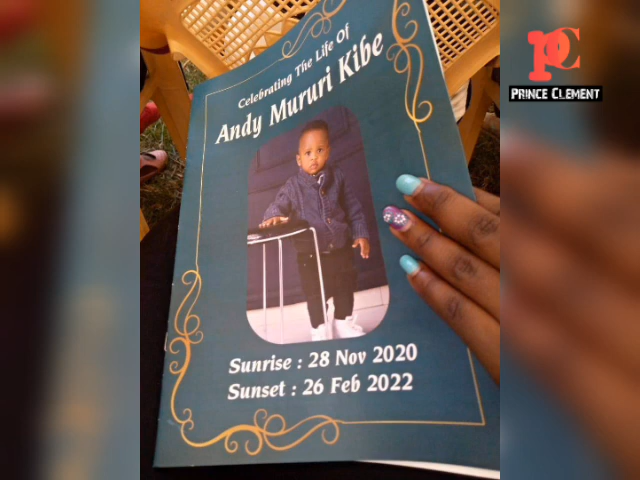 Celebrating The Life Of
Andy Mururi Kibe
Sunrise : 28 Nov 2020
Sunset : 26 Feb 2022
PC
PRINCE CLEMENT